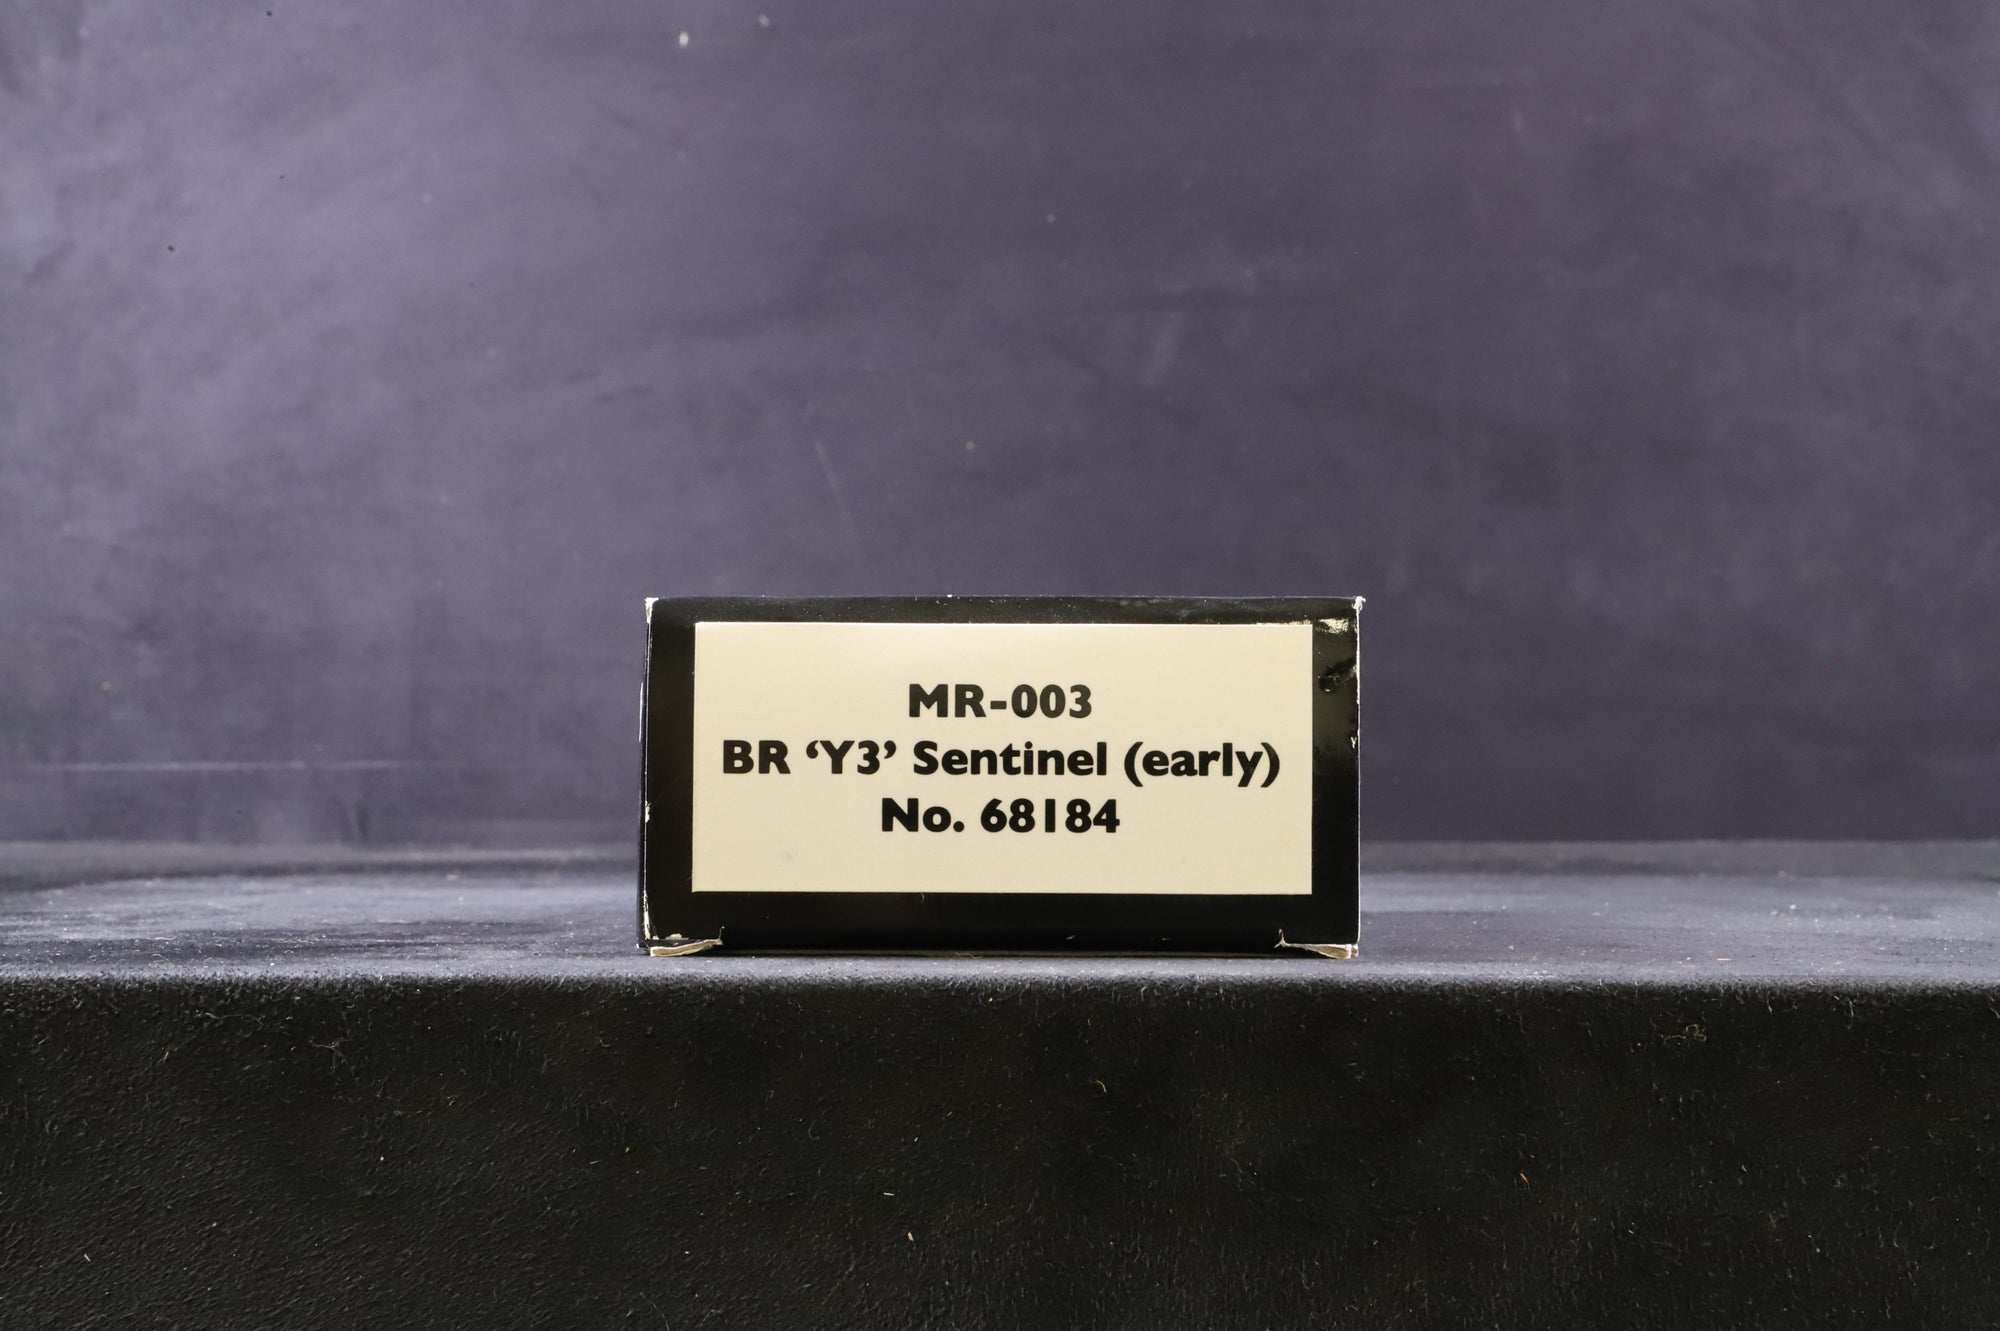 MR-003
BR ‘Y3’ Sentinel (early)
No. 68184